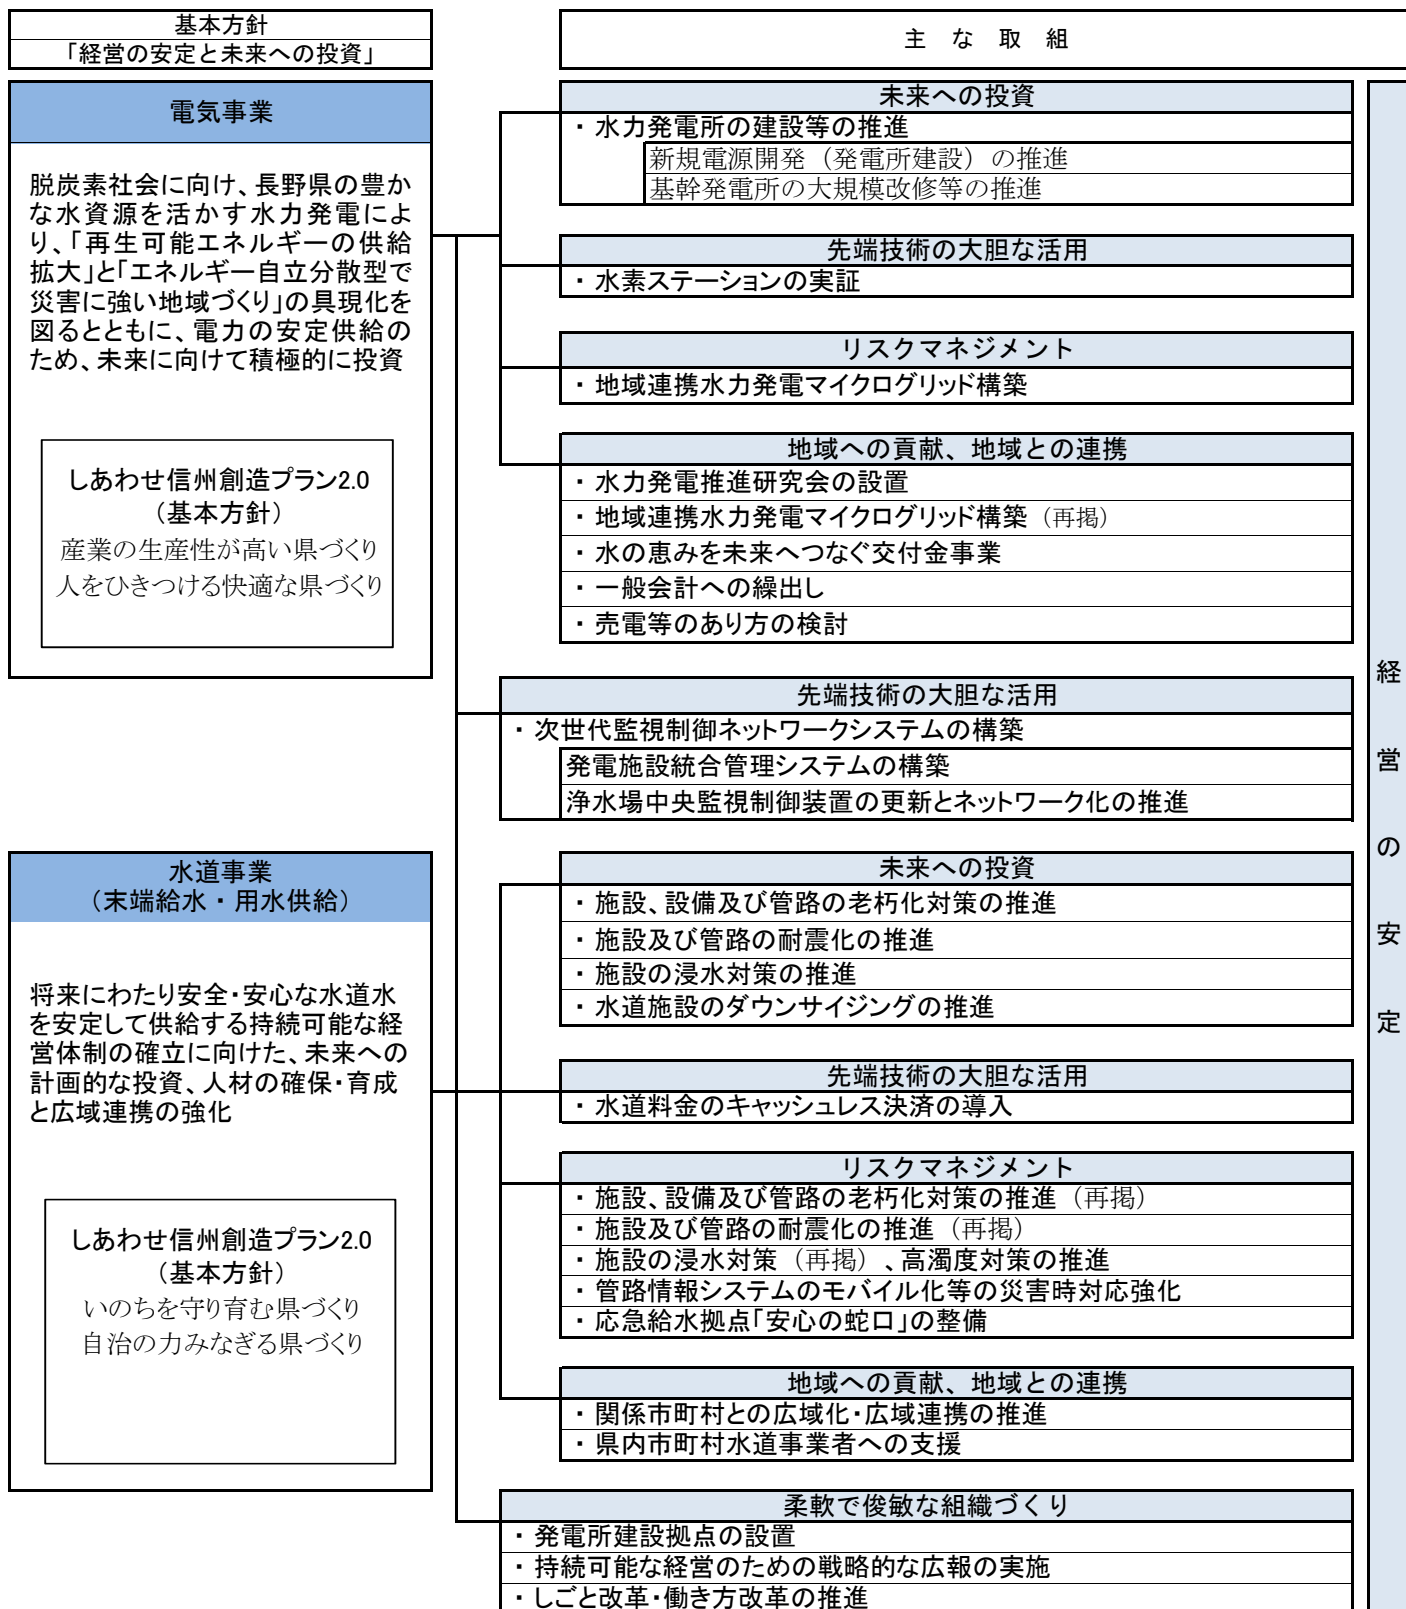 基本方針
「経営の安定と未来への投資」
主　な　取　組
電気事業
脱炭素社会に向け、長野県の豊か
な水資源を活かす水力発電によ
り、「再生可能エネルギーの供給
拡大」と「エネルギー自立分散型で
災害に強い地域づくり」の具現化を
図るとともに、電力の安定供給の
ため、未来に向けて積極的に投資
しあわせ信州創造プラン2.0
（基本方針）
産業の生産性が高い県づくり
人をひきつける快適な県づくり
未来への投資
・水力発電所の建設等の推進
新規電源開発（発電所建設）の推進
基幹発電所の大規模改修等の推進
先端技術の大胆な活用
・水素ステーションの実証
リスクマネジメント
・地域連携水力発電マイクログリッド構築
地域への貢献、地域との連携
・水力発電推進研究会の設置
・地域連携水力発電マイクログリッド構築（再掲）
・水の恵みを未来へつなぐ交付金事業
・一般会計への繰出し
・売電等のあり方の検討
先端技術の大胆な活用
・次世代監視制御ネットワークシステムの構築
発電施設統合管理システムの構築
浄水場中央監視制御装置の更新とネットワーク化の推進
水道事業
（末端給水・用水供給）
将来にわたり安全・安心な水道水
を安定して供給する持続可能な経
営体制の確立に向けた、未来への
計画的な投資、人材の確保・育成
と広域連携の強化
しあわせ信州創造プラン2.0
（基本方針）
いのちを守り育む県づくり
自治の力みなぎる県づくり
未来への投資
・施設、設備及び管路の老朽化対策の推進
・施設及び管路の耐震化の推進
・施設の浸水対策の推進
・水道施設のダウンサイジングの推進
先端技術の大胆な活用
・水道料金のキャッシュレス決済の導入
リスクマネジメント
・施設、設備及び管路の老朽化対策の推進（再掲）
・施設及び管路の耐震化の推進（再掲）
・施設の浸水対策（再掲）、高濁度対策の推進
・管路情報システムのモバイル化等の災害時対応強化
・応急給水拠点「安心の蛇口」の整備
地域への貢献、地域との連携
・関係市町村との広域化・広域連携の推進
・県内市町村水道事業者への支援
柔軟で俊敏な組織づくり
・発電所建設拠点の設置
・持続可能な経営のための戦略的な広報の実施
・しごと改革・働き方改革の推進
経営の安定